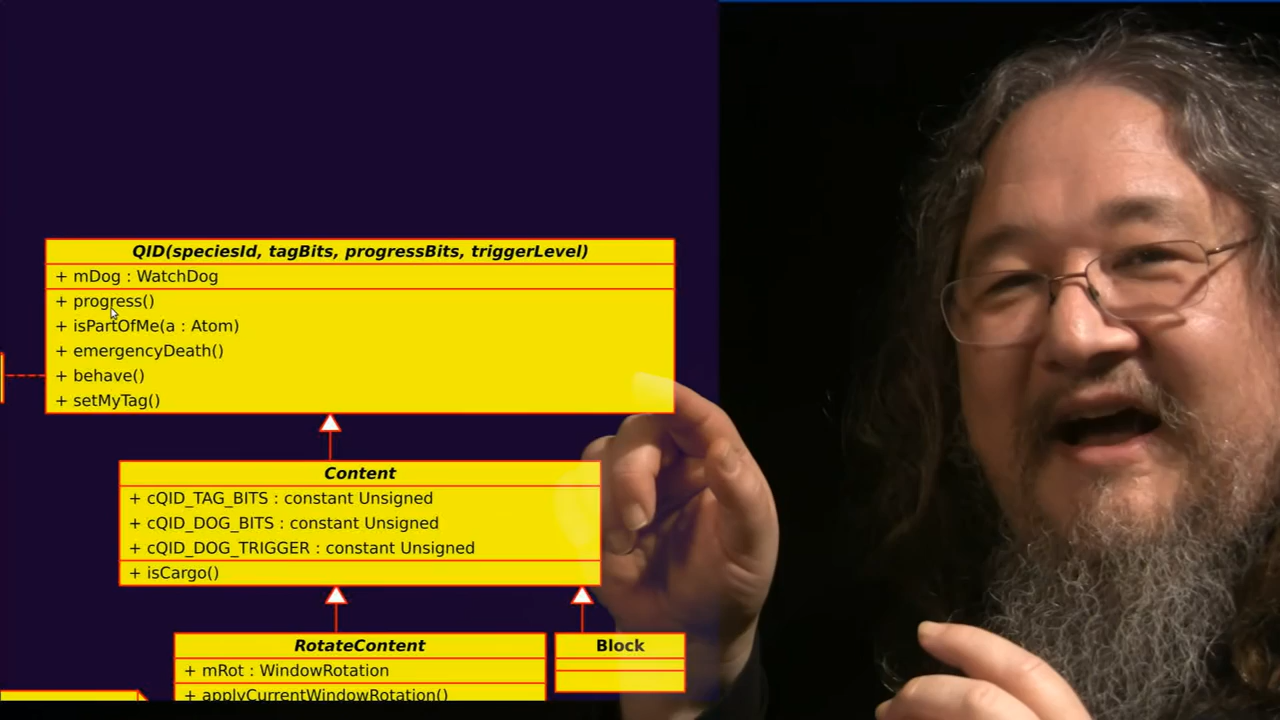 QID(speciesId, tagBits, progressBits, triggerLevel)
+ mDog : WatchDog
+ progress()
+ isPartOfMe(a : Atom)
+ emergencyDeath()
+ behave()
+ setMyTag()
Content
+ cQID_TAG_BITS : constant Unsigned
+ cQID_DOG_BITS : constant Unsigned
+ cQID_DOG_TRIGGER : constant Unsigned
+ isCargo()
RotateContent
+ mRot : WindowRotation
+ applyCurrentWindowRotation()
Block